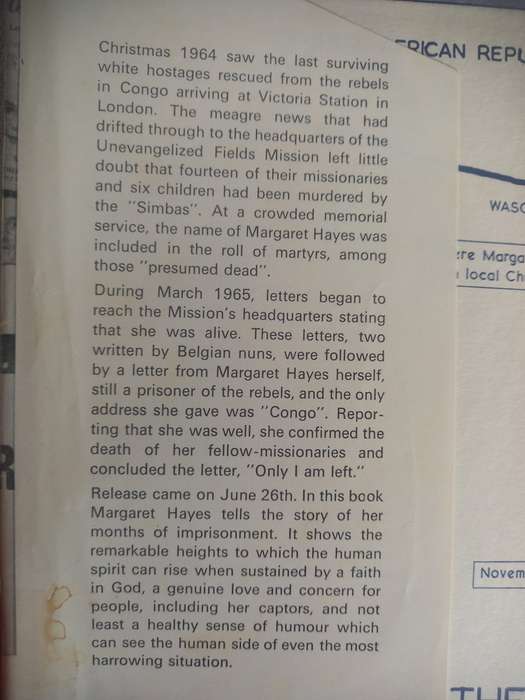 Christmas 1964 saw the last surviving
white hostages rescued from the rebels
in Congo arriving at Victoria Station in
London. The meagre news that had
drifted through to the headquarters of the
Unevangelized Fields Mission left little
doubt that fourteen of their missionaries
and six children had been murdered by
the "Simbas". At a crowded memorial
service, the name of Margaret Hayes was
included in the roll of martyrs, among
those "presumed dead".
During March 1965, letters began to
reach the Mission's headquarters stating
that she was alive. These letters, two
written by Belgian nuns, were followed
by a letter from Margaret Hayes herself,
still a prisoner of the rebels, and the only
address she gave was "Congo". Repor-
ting that she was well, she confirmed the
death of her fellow-missionaries and
concluded the letter, "Only I am left."
Release came on June 26th. In this book
Margaret Hayes tells the story of her
months of imprisonment. It shows the
remarkable heights to which the human
spirit can rise when sustained by a faith
in God, a genuine love and concern for
people, including her captors, and not
least a healthy sense of humour which
can see the human side of even the most
harrowing situation.
RICAN REPU
WASO
ere Marga
local Ch
Novem
THE